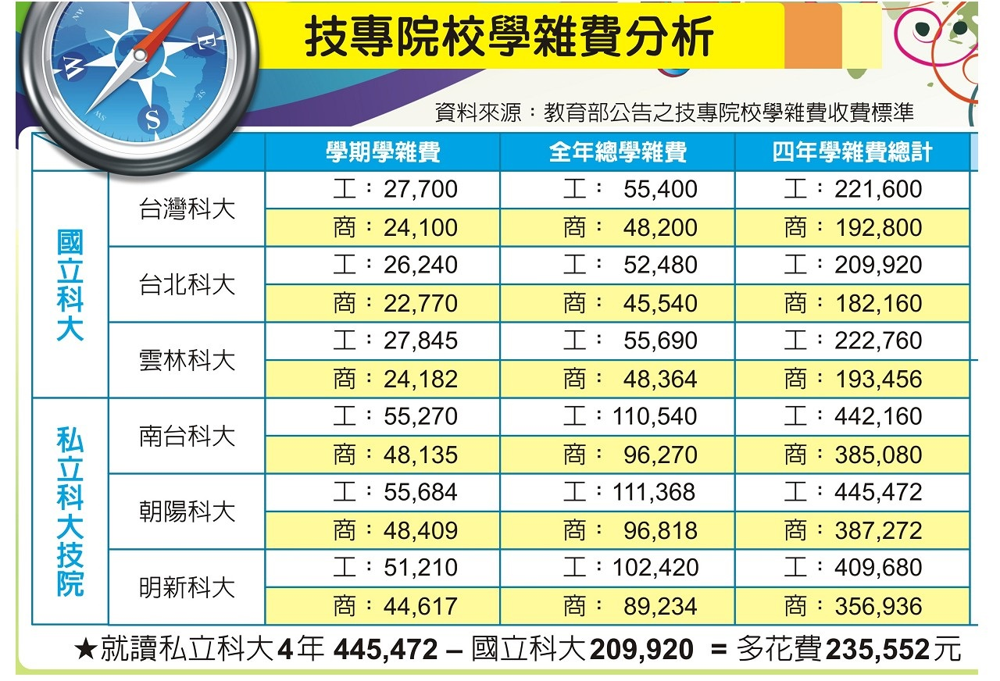 技專院校學雜費分析
資料來源：教育部公告之技專院校學雜費收費標準
NW
E
W
S
SE
SW
學期學雜費 全年總學雜費 四年學雜費總計
國立科大
台灣科大
工：27,700 工： 55,400 工：221,600
商：24,100 商： 48,200 商：192,800
台北科大
工：26,240 工： 52,480 工：209,920
商：22,770 商： 45,540 商：182,160
雲林科大
工：27,845 工： 55,690 工：222,760
商：24,182 商： 48,364 商：193,456
私立科大技院
南台科大
工：55,270 工：110,540 工：442,160
商：48,135 商： 96,270 商：385,080
朝陽科大
工：55,684 工：111,368 工：445,472
商：48,409 商： 96,818 商：387,272
明新科大
工：51,210 工：102,420 工：409,680
商：44,617 商： 89,234 商：356,936
★就讀私立科大4年 445,472 – 國立科大209,920 = 多花費235,552元